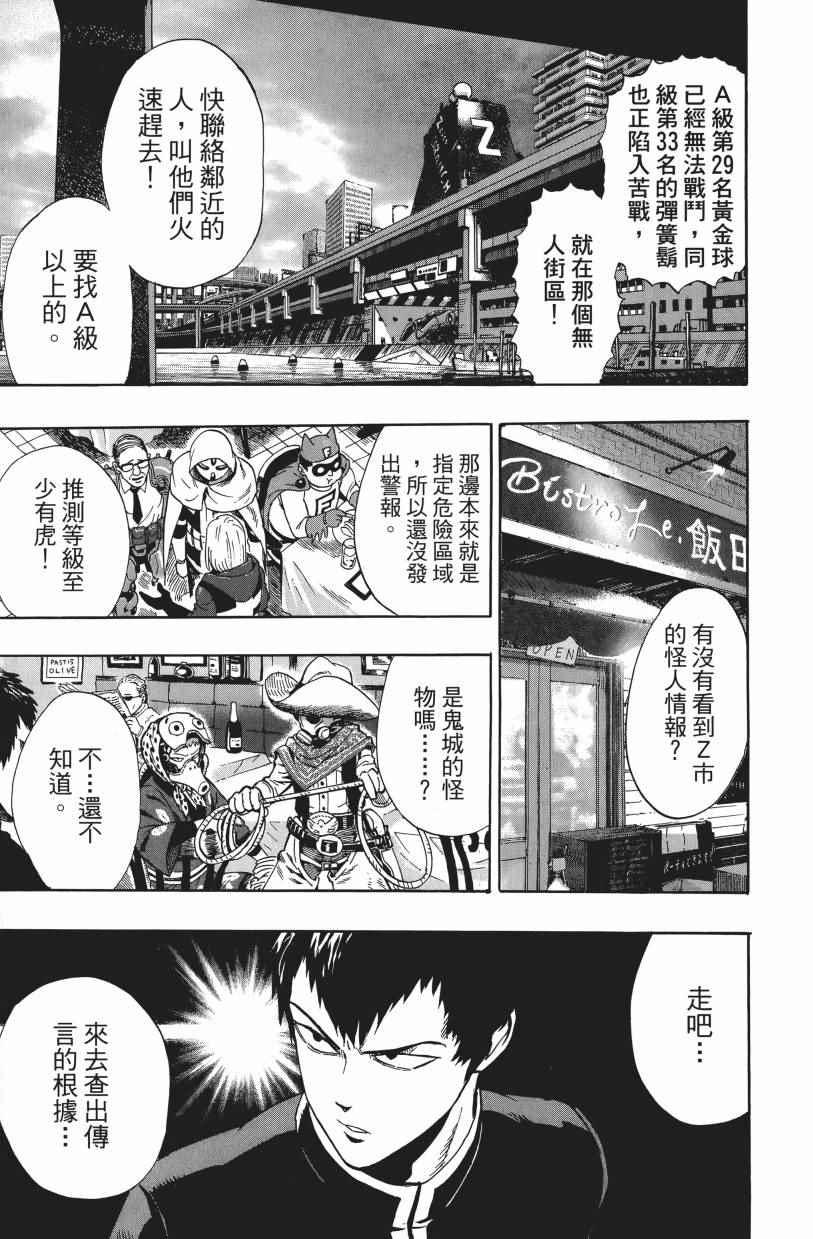 A級第29名黃金球
已經無法戰鬥，同
級第33名的彈簧鬍
也正陷入苦戰，
就在那個無
人街區！
Z
快聯絡鄰近的
人，叫他們火
速趕去！
要找A級
以上的。
Bistro Le.飯田
OPEN
有沒有看到Z市
的怪人情報？
那邊本來就是
指定危險區域
，所以還沒發
出警報。
F
F
推測等級至
少有虎！
是鬼城的怪
物嗎……？
PASTIS
OLIVE
不…還不
知道。
走吧…
來去查出傳
言的根據…